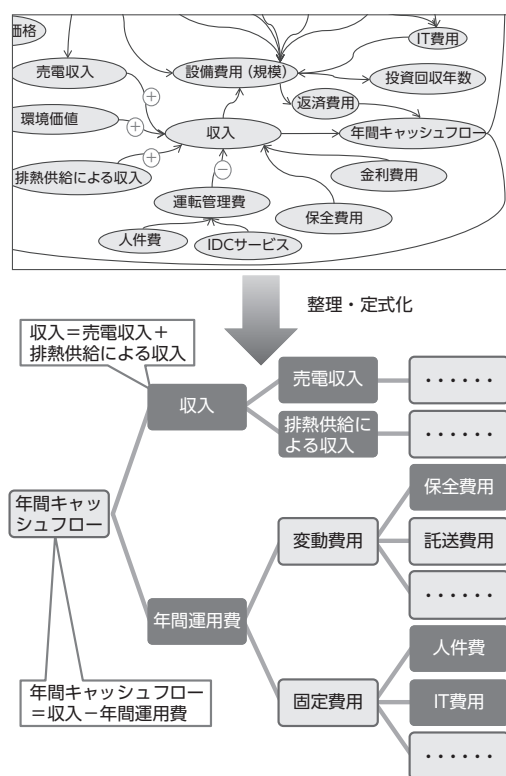 価格
IT費用
売電収入
設備費用（規模）
投資回収年数
返済費用
環境価値
＋
＋
収入
年間キャッシュフロー
＋
－
排熱供給による収入
金利費用
運転管理費
保全費用
人件費
IDCサービス
整理・定式化
収入＝売電収入＋
排熱供給による収入
売電収入
・・・・・・
収入
排熱供給に
よる収入
・・・・・・
保全費用
年間キャッ
シュフロー
変動費用
託送費用
・・・・・・
年間運用費
人件費
年間キャッシュフロー
＝収入－年間運用費
固定費用
IT費用
・・・・・・